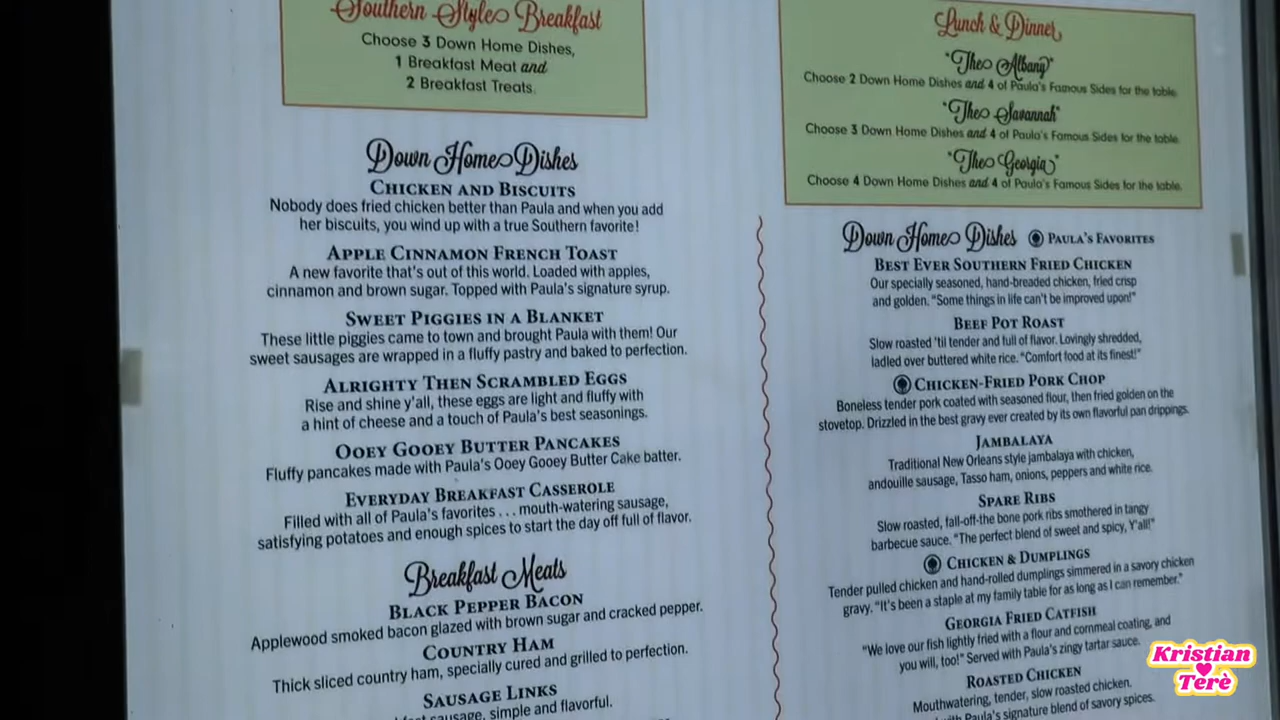 Southern Style Breakfast
Choose 3 Down Home Dishes,
1 Breakfast Meat and
2 Breakfast Treats.
Down Home Dishes
CHICKEN AND BISCUITS
Nobody does fried chicken better than Paula and when you add
her biscuits, you wind up with a true Southern favorite!
APPLE CINNAMON FRENCH TOAST
A new favorite that's out of this world. Loaded with apples,
cinnamon and brown sugar. Topped with Paula's signature syrup.
SWEET PIGGIES IN A BLANKET
These little piggies came to town and brought Paula with them! Our
sweet sausages are wrapped in a fluffy pastry and baked to perfection.
ALRIGHTY THEN SCRAMBLED EGGS
Rise and shine y'all, these eggs are light and fluffy with
a hint of cheese and a touch of Paula's best seasonings.
OOEY GOOEY BUTTER PANCAKES
Fluffy pancakes made with Paula's Ooey Gooey Butter Cake batter.
EVERYDAY BREAKFAST CASSEROLE
Filled with all of Paula's favorites . . . mouth-watering sausage,
satisfying potatoes and enough spices to start the day off full of flavor.
Breakfast Meats
BLACK PEPPER BACON
Applewood smoked bacon glazed with brown sugar and cracked pepper.
COUNTRY HAM
Thick sliced country ham, specially cured and grilled to perfection.
SAUSAGE LINKS
sausage, simple and flavorful.
Lunch & Dinner
"The Albany"
Choose 2 Down Home Dishes and 4 of Paula's Famous Sides for the table.
"The Savannah"
Choose 3 Down Home Dishes and 4 of Paula's Famous Sides for the table.
"The Georgia"
Choose 4 Down Home Dishes and 4 of Paula's Famous Sides for the table.
Down Home Dishes PAULA'S FAVORITES
BEST EVER SOUTHERN FRIED CHICKEN
Our specially seasoned, hand-breaded chicken, fried crisp
and golden. "Some things in life can't be improved upon!"
BEEF POT ROAST
Slow roasted 'til tender and full of flavor. Lovingly shredded,
ladled over buttered white rice. "Comfort food at its finest!"
CHICKEN-FRIED PORK CHOP
Boneless tender pork coated with seasoned flour, then fried golden on the
stovetop. Drizzled in the best gravy ever created by its own flavorful pan drippings.
JAMBALAYA
Traditional New Orleans style jambalaya with chicken,
andouille sausage, Tasso ham, onions, peppers and white rice.
SPARE RIBS
Slow roasted, fall-off-the bone pork ribs smothered in tangy
barbecue sauce. "The perfect blend of sweet and spicy, Y'all!"
CHICKEN & DUMPLINGS
Tender pulled chicken and hand-rolled dumplings simmered in a savory chicken
gravy. "It's been a staple at my family table for as long as I can remember."
GEORGIA FRIED CATFISH
"We love our fish lightly fried with a flour and cornmeal coating, and
you will, too!" Served with Paula's zingy tartar sauce.
ROASTED CHICKEN
Mouthwatering, tender, slow roasted chicken.
with Paula's signature blend of savory spices.
Kristian
Terè